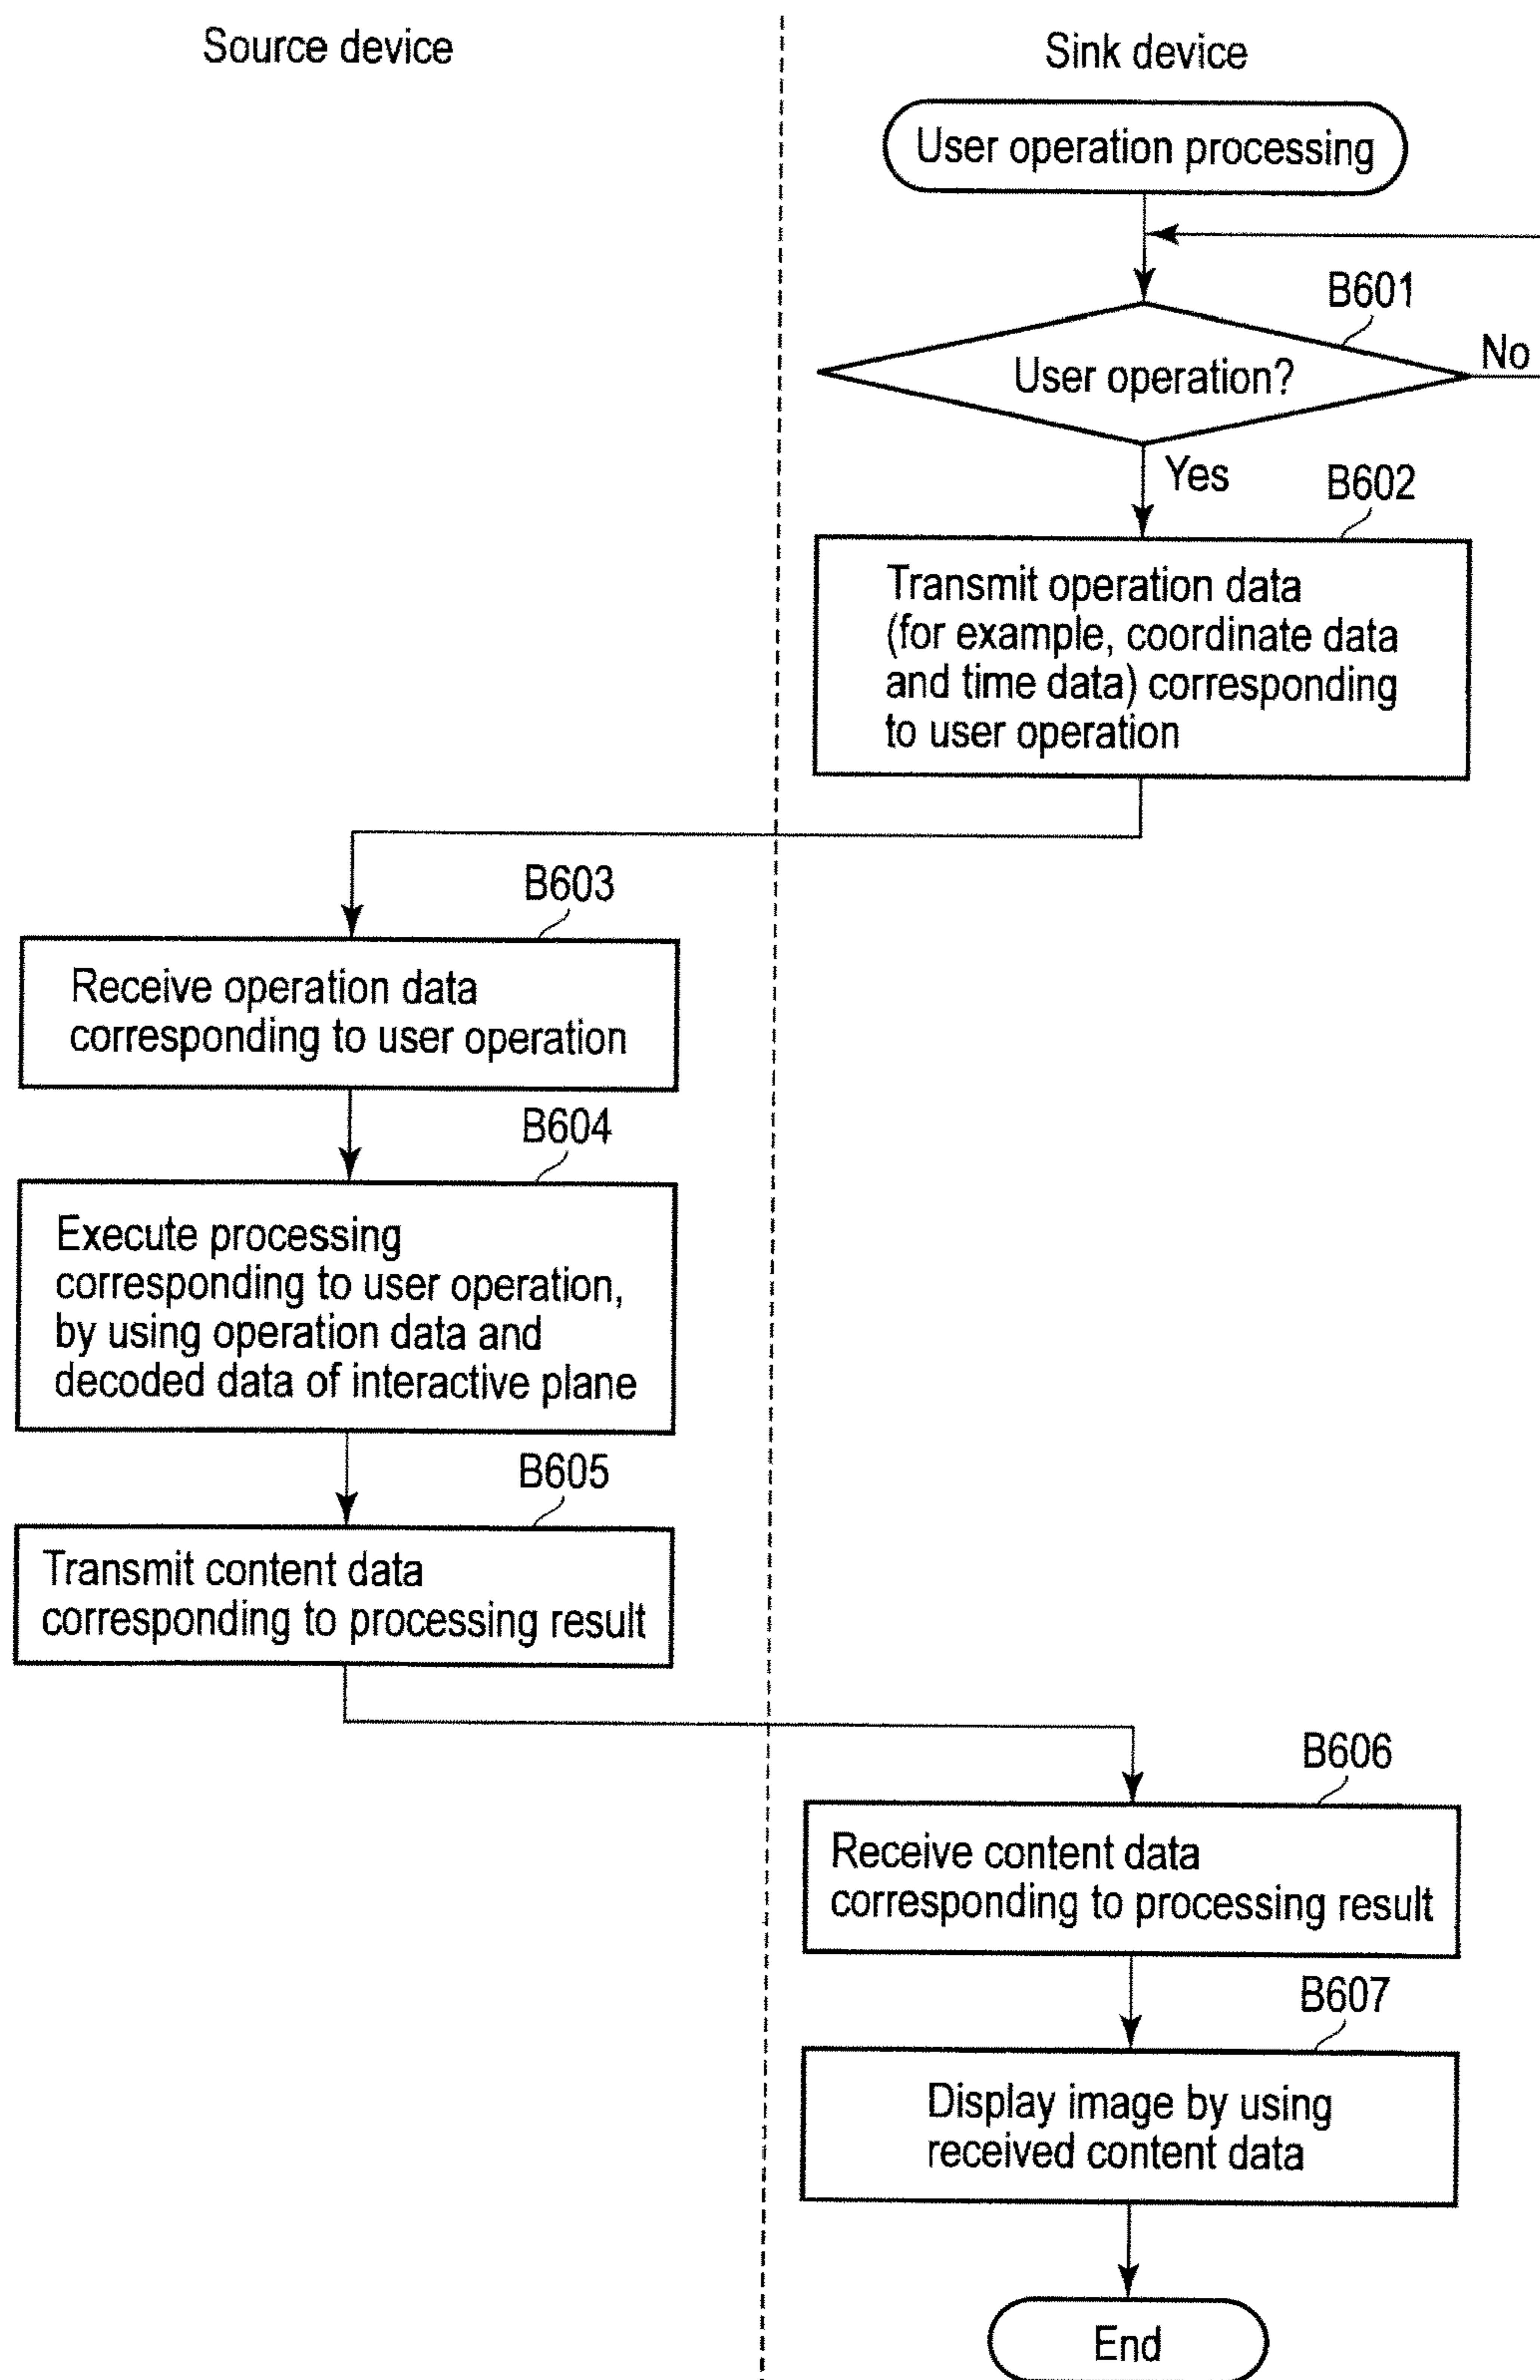 Source device
Sink device
User operation processing
B601
User operation?
No
Yes
B602
Transmit operation data
(for example, coordinate data
and time data) corresponding
to user operation
B603
Receive operation data
corresponding to user operation
B604
Execute processing
corresponding to user operation,
by using operation data and
decoded data of interactive plane
B605
Transmit content data
corresponding to processing result
B606
Receive content data
corresponding to processing result
B607
Display image by using
received content data
End